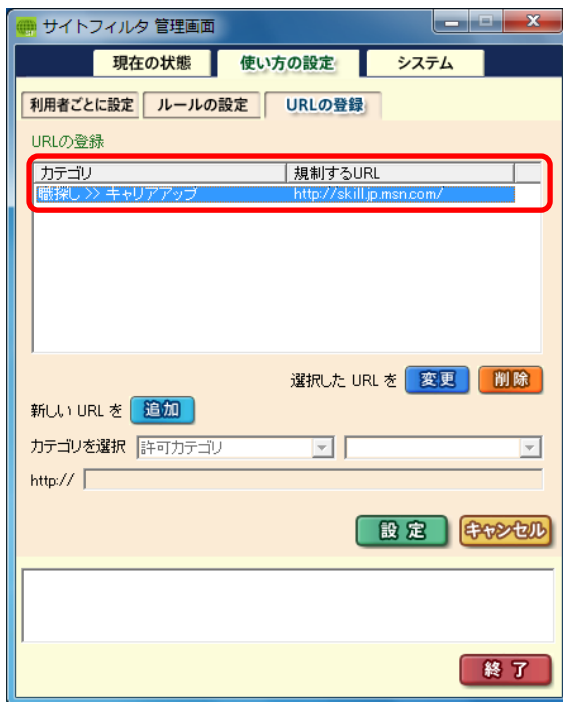 サイトフィルタ 管理画面
現在の状態 使い方の設定 システム
利用者ごとに設定 ルールの設定 URLの登録
URLの登録
カテゴリ 規制するURL
職探し >> キャリアアップ http://skill.jp.msn.com/
選択した URL を 変更 削除
新しい URL を 追加
カテゴリを選択 許可カテゴリ
http://
設定 キャンセル
終了